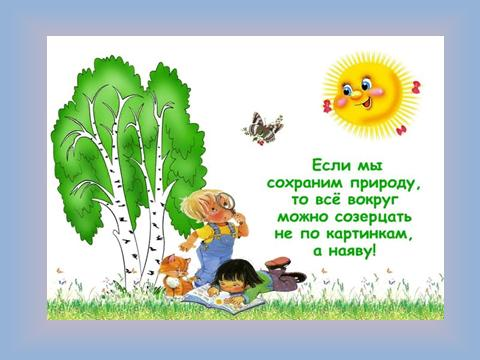 Если мы
сохраним природу,
то всё вокруг
можно созерцать
не по картинкам,
а наяву!